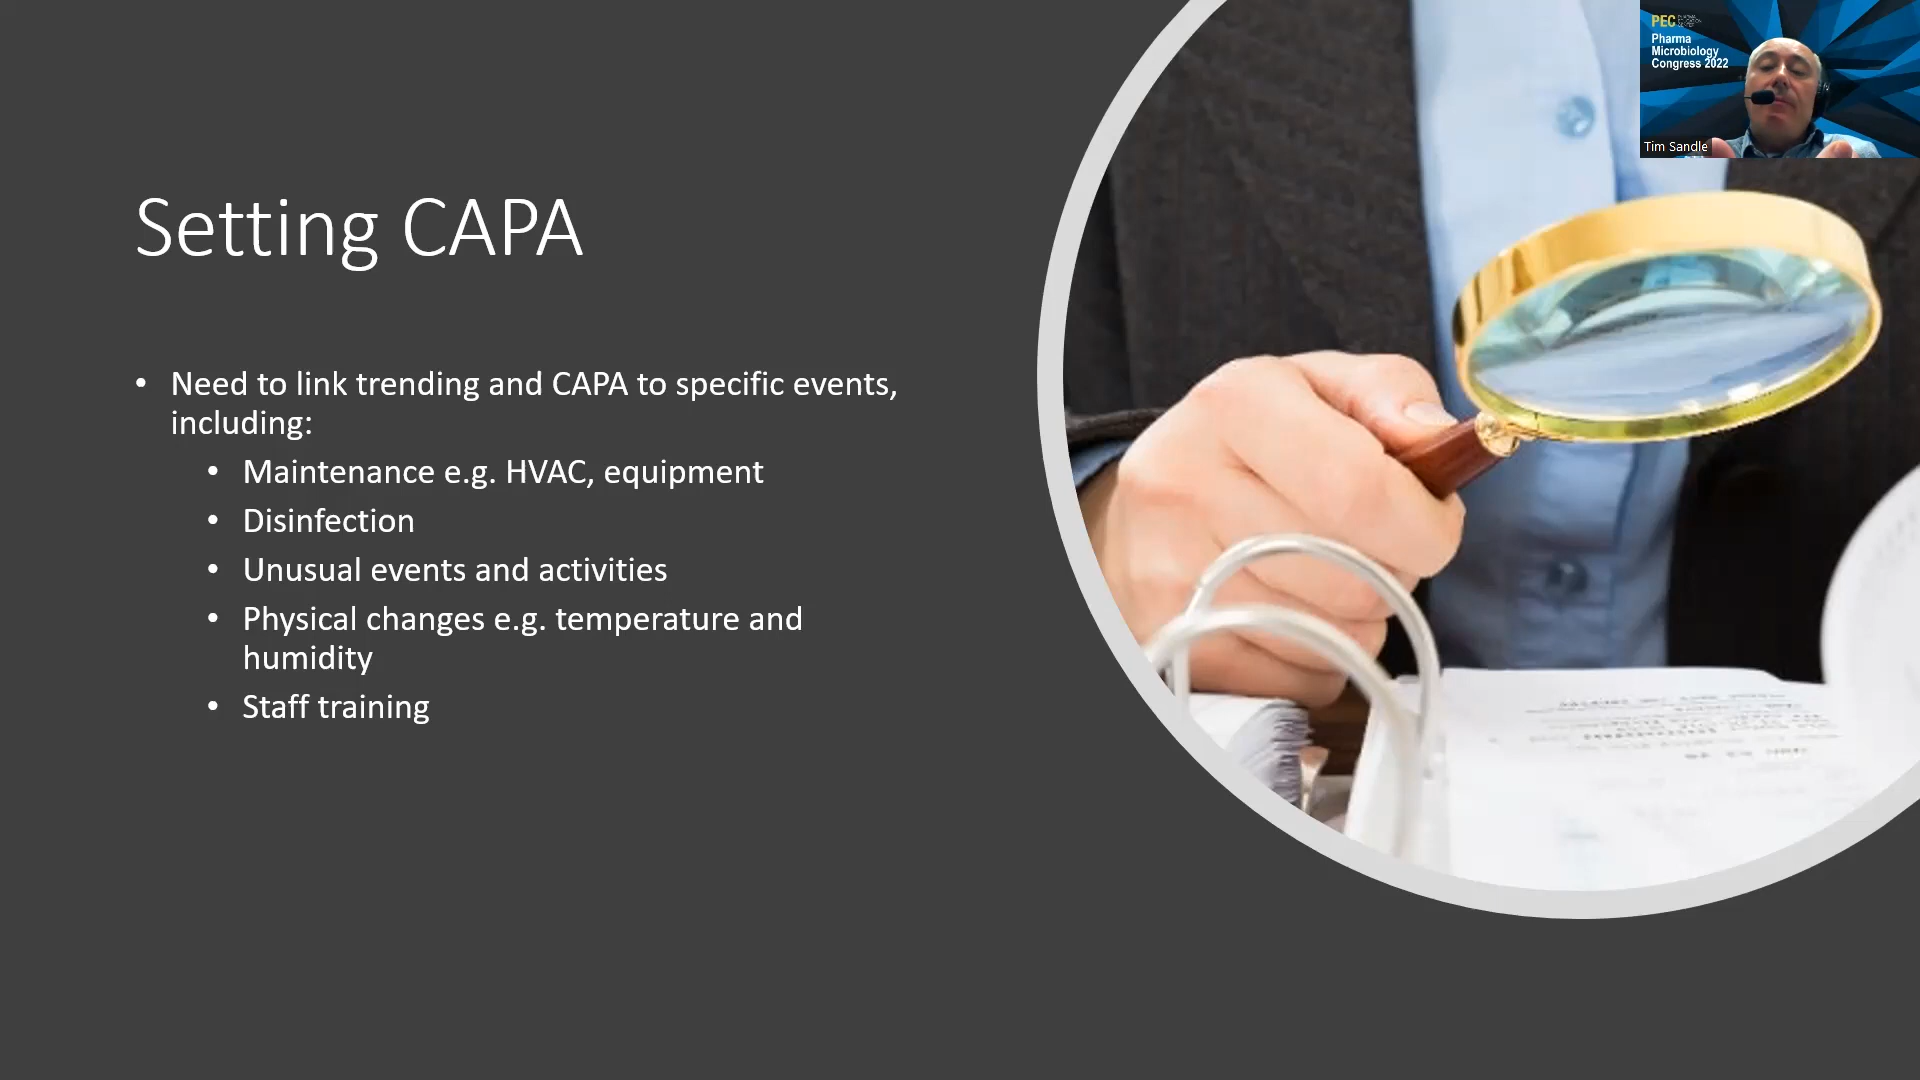 PEC
Pharma
Microbiology
Congress 2022
Tim Sandle
Setting CAPA
• Need to link trending and CAPA to specific events,
including:
• Maintenance e.g. HVAC, equipment
• Disinfection
• Unusual events and activities
• Physical changes e.g. temperature and
humidity
• Staff training